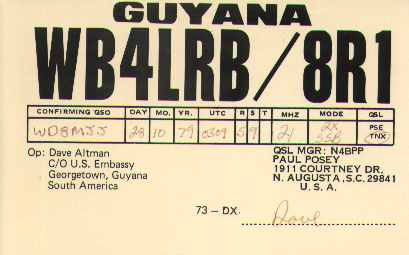 GUYANA
WB4LRB/8R1
CONFIRMING QSO DAY MO. YR. UTC R S T MHZ MODE QSL
WD8MJJ 28 10 79 0309 5 9 21 2X SSB PSE TNX
Op: Dave Altman
C/O U.S. Embassy
Georgetown, Guyana
South America
QSL MGR: N4BPP
PAUL POSEY
1911 COURTNEY DR.
N. AUGUSTA, S.C. 29841
U. S. A.
73 – DX.
Dave